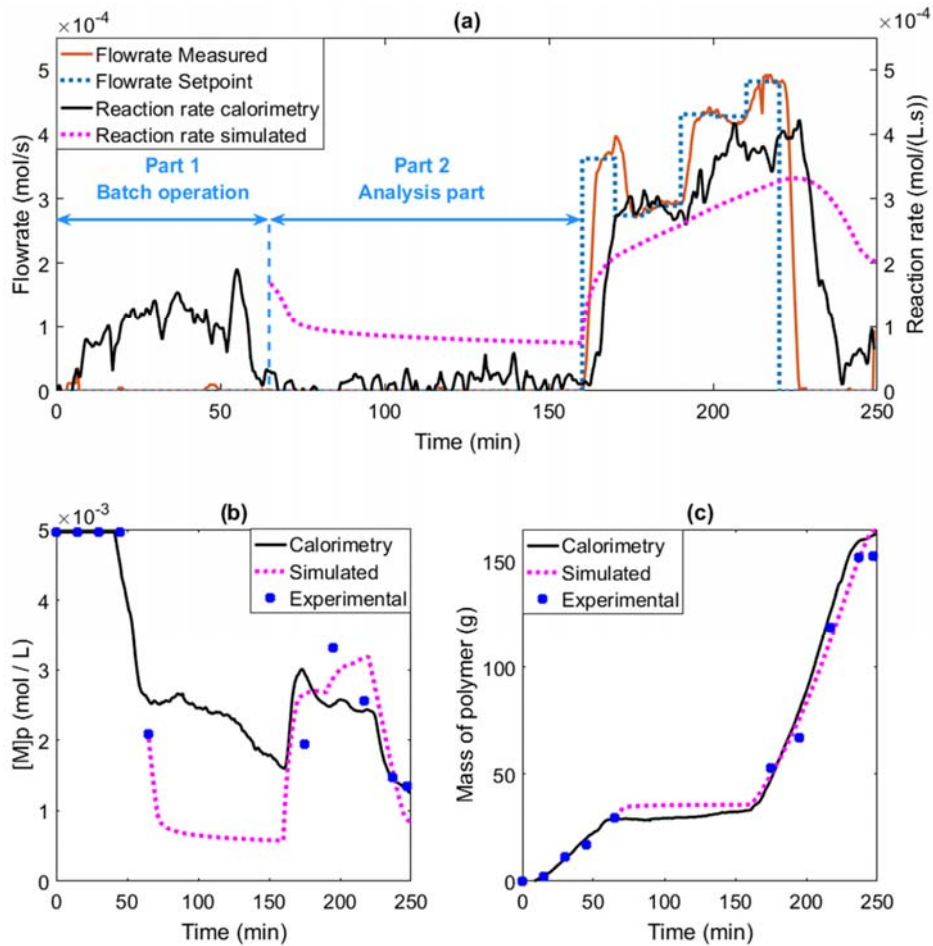 (a)
×10⁻⁴
×10⁻⁴
Flowrate Measured
Flowrate Setpoint
Reaction rate calorimetry
Reaction rate simulated
Part 1
Batch operation
Part 2
Analysis part
Flowrate (mol/s)
Reaction rate (mol/(L.s)
5
4
3
2
1
0
5
4
3
2
1
0
0 50 100 150 200 250
Time (min)
(b)
×10⁻³
Calorimetry
Simulated
Experimental
[M]p (mol / L)
5
4
3
2
1
0
0 50 100 150 200 250
Time (min)
(c)
Calorimetry
Simulated
Experimental
Mass of polymer (g)
150
100
50
0
0 50 100 150 200 250
Time (min)